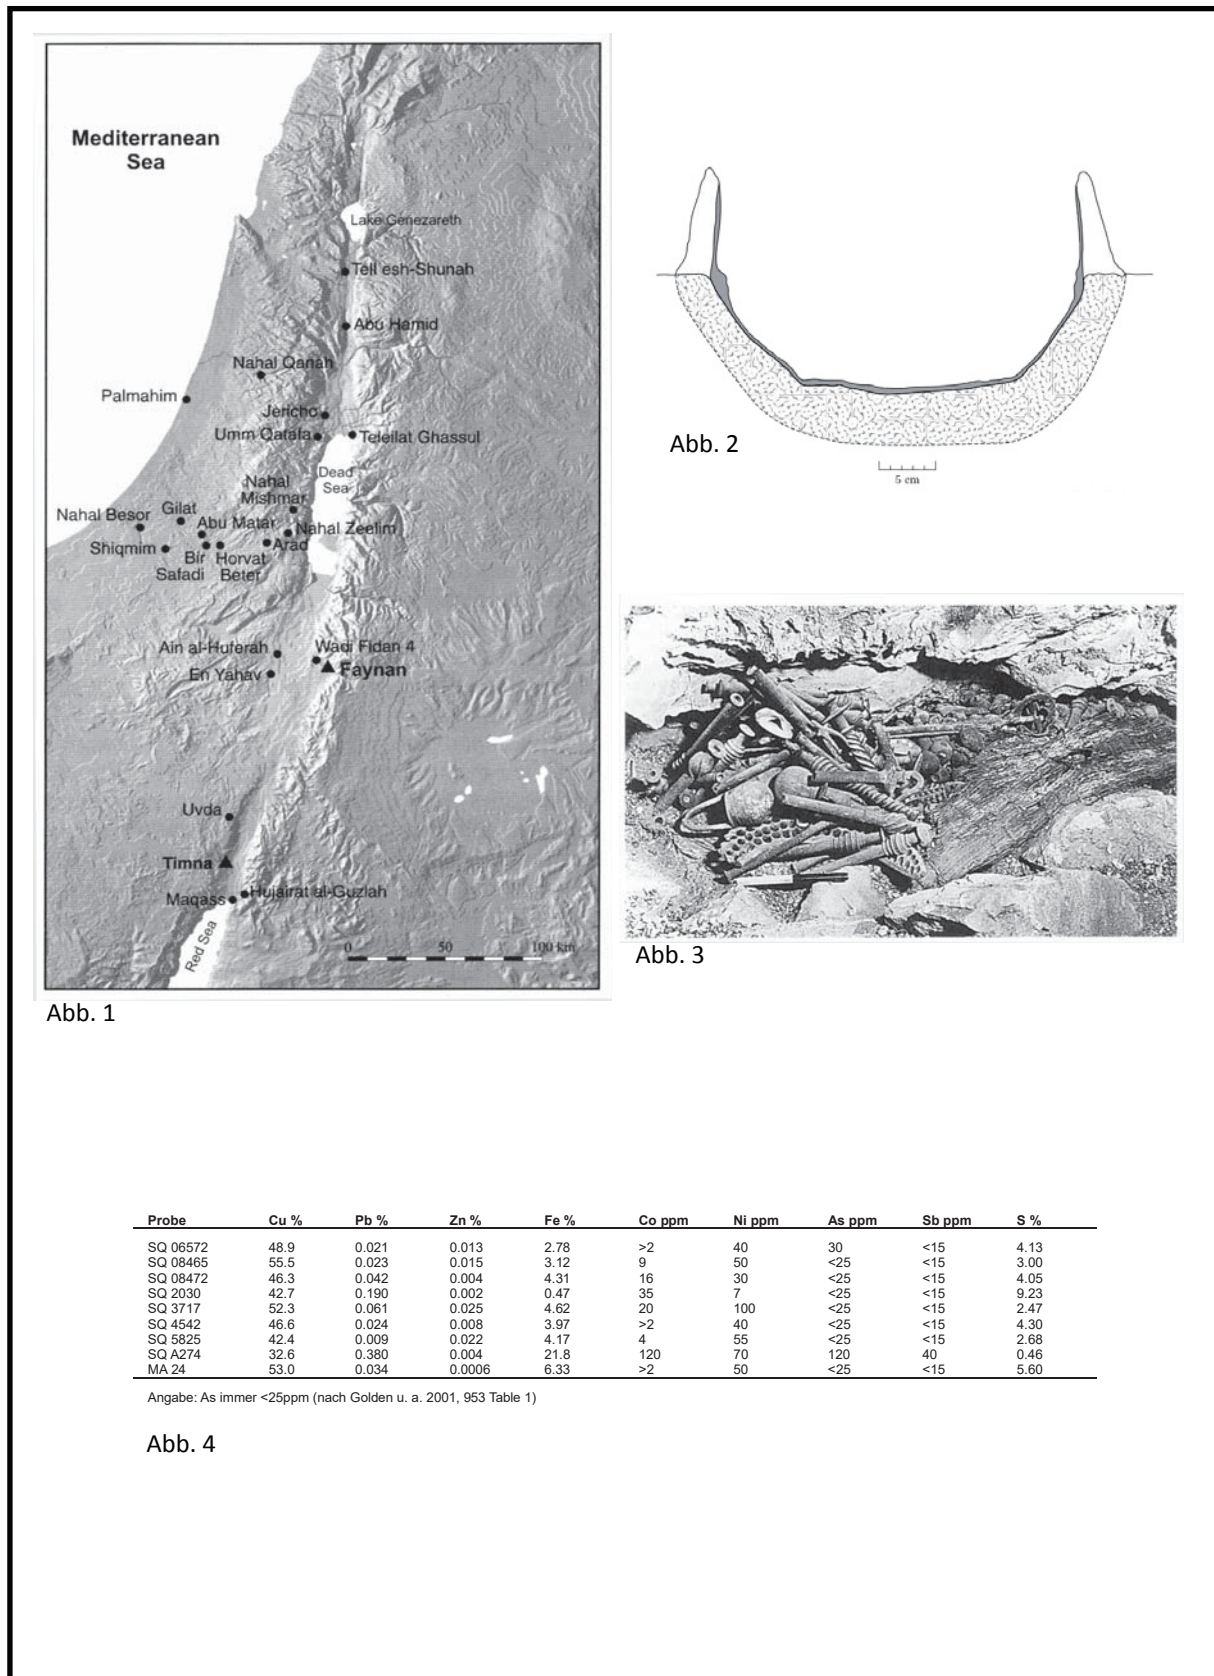 Mediterranean
Sea
Lake Genezareth
Tell esh-Shunah
Abu Hamid
Nahal Qanah
Palmahim
Jericho
Umm Qatafa
Teleilat Ghassul
Dead
Sea
Nahal
Mishmar
Nahal Besor
Gilat
Abu Matar
Nahal Zeelim
Shiqmim
Bir
Safadi
Horvat
Beter
Arad
Ain al-Huferah
Wadi Fidan 4
En Yahav
Faynan
Uvda
Timna
Hujairat al-Guzlah
Maqass
Red Sea
0 50 100 km
Abb. 1
5 cm
Abb. 2
Abb. 3
Probe Cu % Pb % Zn % Fe % Co ppm Ni ppm As ppm Sb ppm S %
SQ 06572 48.9 0.021 0.013 2.78 >2 40 30 <15 4.13
SQ 08465 55.5 0.023 0.015 3.12 9 50 <25 <15 3.00
SQ 08472 46.3 0.042 0.004 4.31 16 30 <25 <15 4.05
SQ 2030 42.7 0.190 0.002 0.47 35 7 <25 <15 9.23
SQ 3717 52.3 0.061 0.025 4.62 20 100 <25 <15 2.47
SQ 4542 46.6 0.024 0.008 3.97 >2 40 <25 <15 4.30
SQ 5825 42.4 0.009 0.022 4.17 4 55 <25 <15 2.68
SQ A274 32.6 0.380 0.004 21.8 120 70 120 40 0.46
MA 24 53.0 0.034 0.0006 6.33 >2 50 <25 <15 5.60
Angabe: As immer <25ppm (nach Golden u. a. 2001, 953 Table 1)
Abb. 4